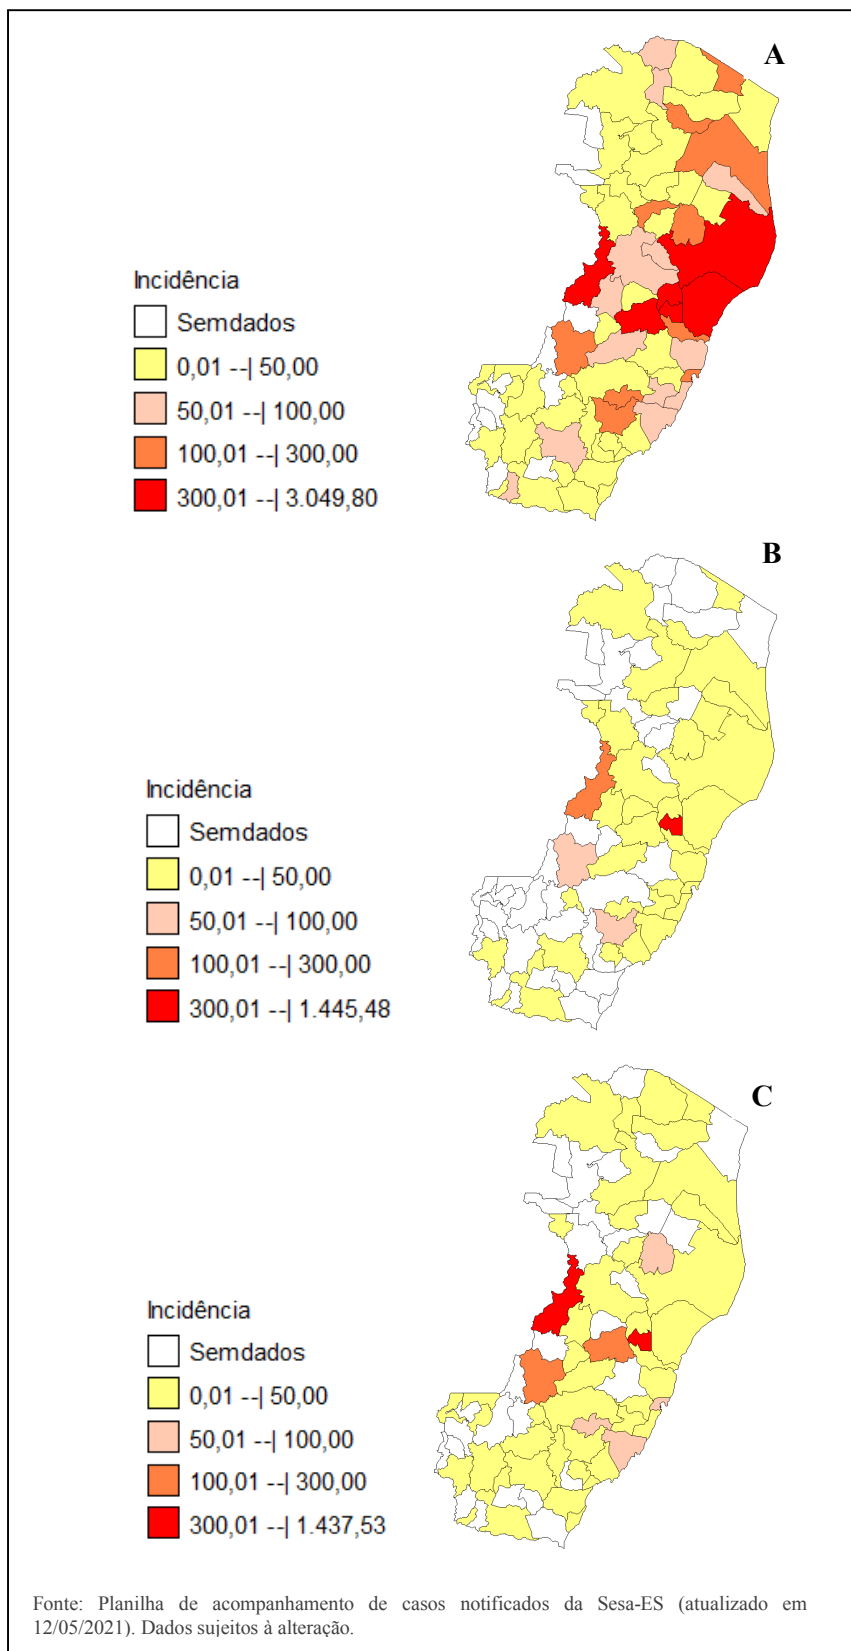 A
Incidência
Semdados
0,01 --| 50,00
50,01 --| 100,00
100,01 --| 300,00
300,01 --| 3.049,80
B
Incidência
Semdados
0,01 --| 50,00
50,01 --| 100,00
100,01 --| 300,00
300,01 --| 1.445,48
C
Incidência
Semdados
0,01 --| 50,00
50,01 --| 100,00
100,01 --| 300,00
300,01 --| 1.437,53
Fonte: Planilha de acompanhamento de casos notificados da Sesa-ES (atualizado em
12/05/2021). Dados sujeitos à alteração.